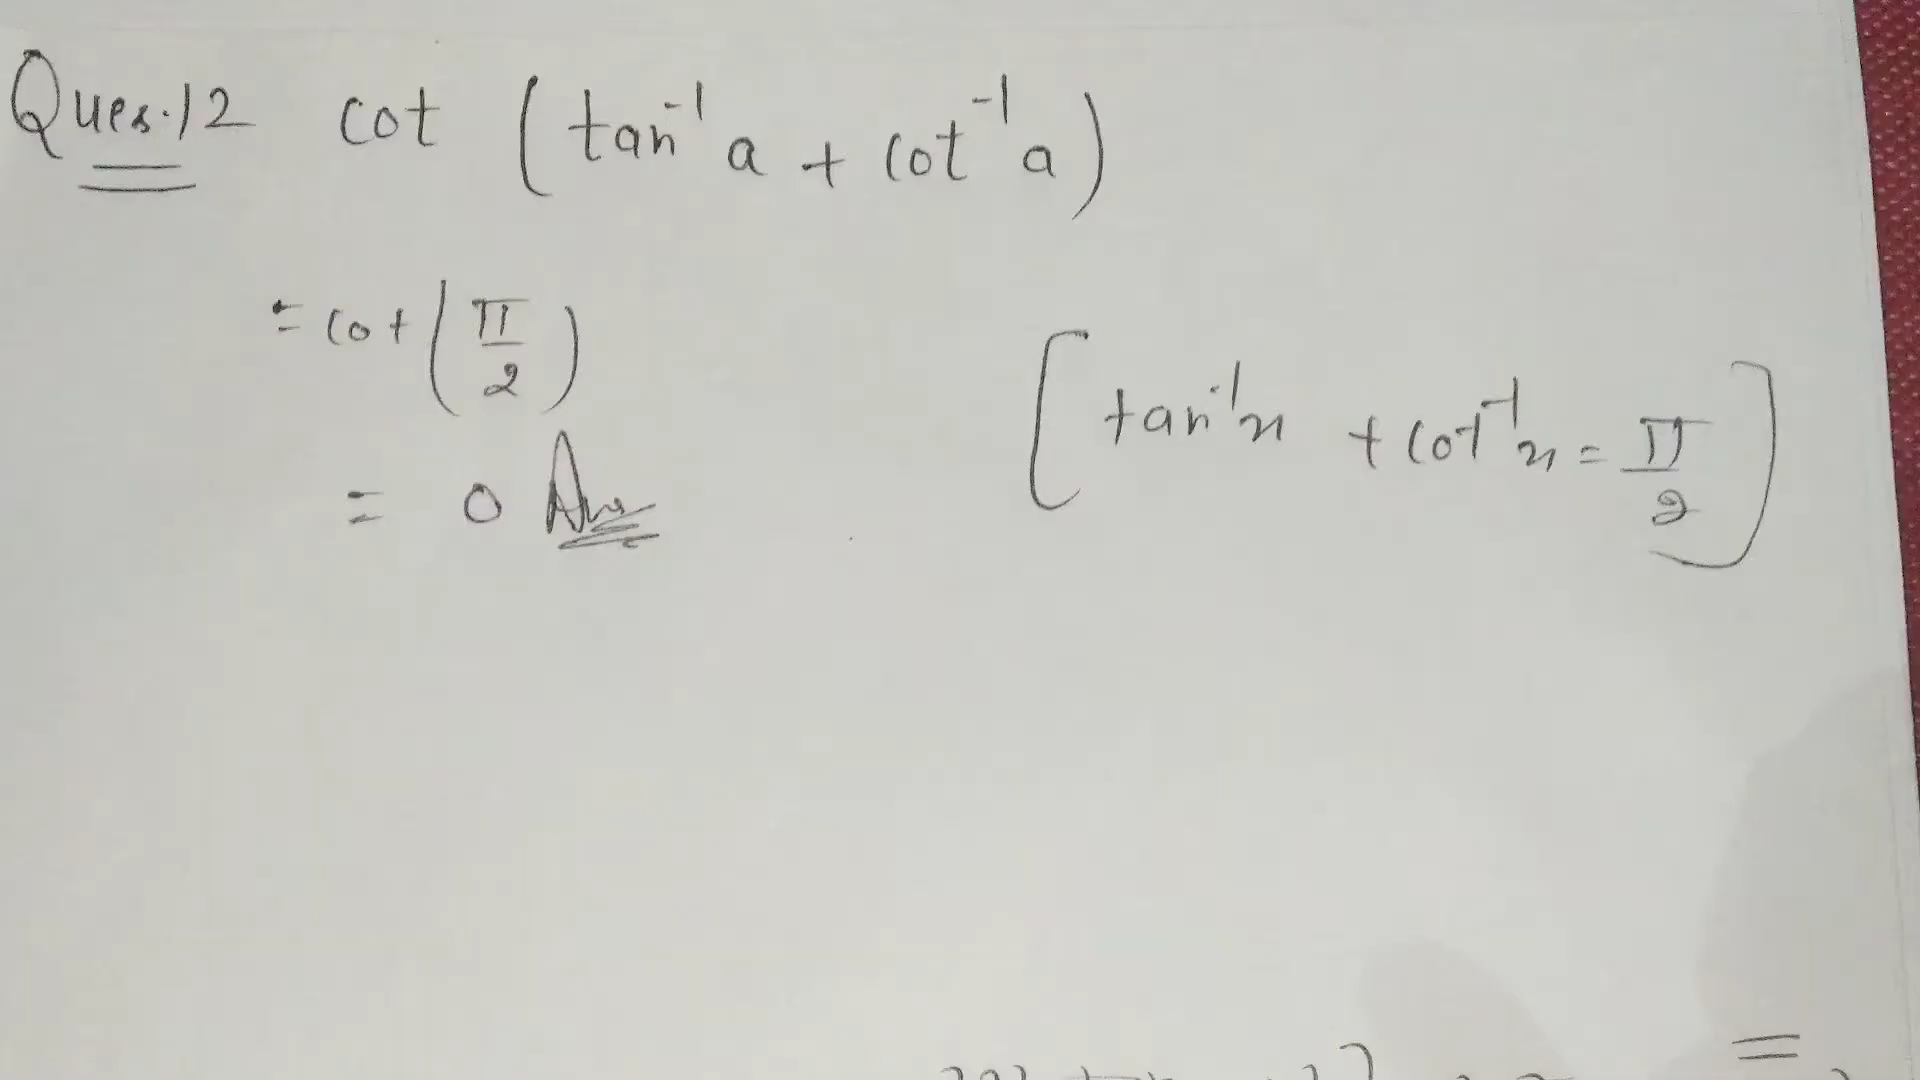 Ques.12 cot (tan⁻¹a + cot⁻¹a)
= cot (π/2)
[tan⁻¹x + cot⁻¹x = π/2]
= 0 Ans
=